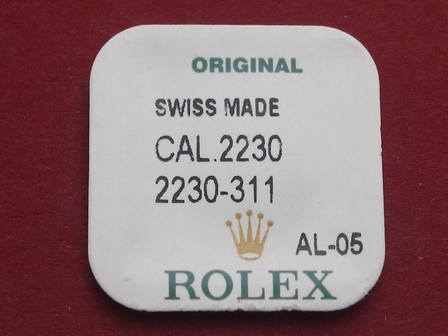 ORIGINAL
SWISS MADE
CAL.2230
2230-311
AL-05
ROLEX